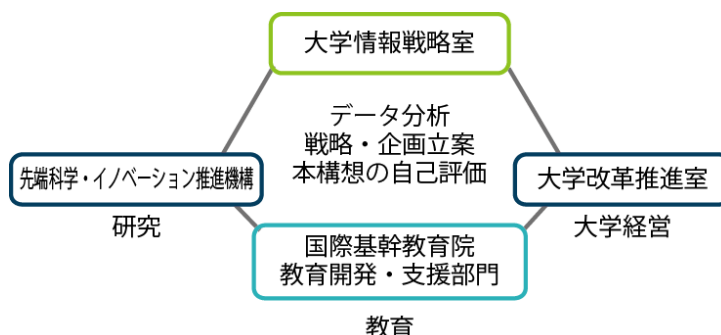 大学情報戦略室
データ分析
戦略・企画立案
本構想の自己評価
先端科学・イノベーション推進機構
研究
大学改革推進室
大学経営
国際基幹教育院
教育開発・支援部門
教育